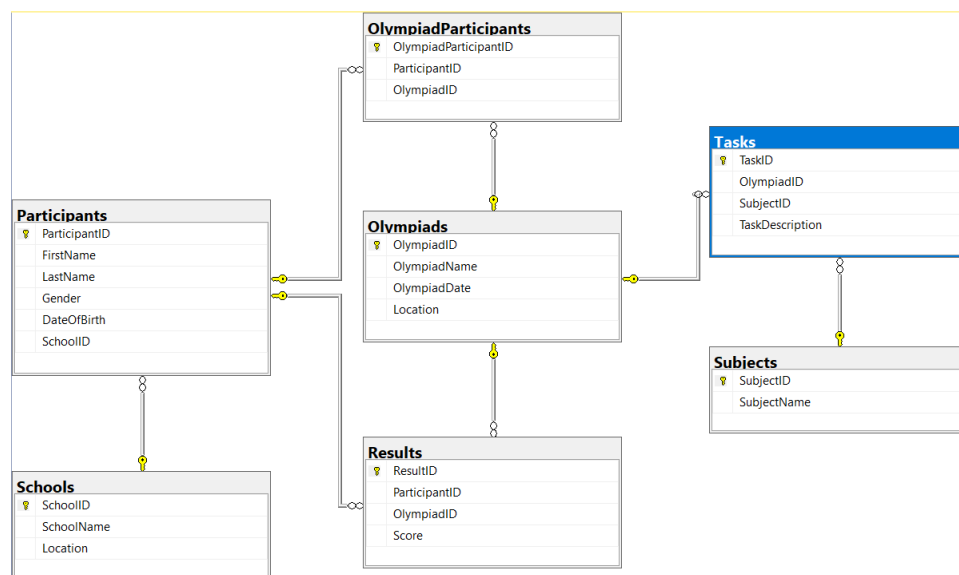 OlympiadParticipants
OlympiadParticipantID
ParticipantID
OlympiadID
Tasks
TaskID
OlympiadID
SubjectID
TaskDescription
Participants
ParticipantID
FirstName
LastName
Gender
DateOfBirth
SchoolID
Olympiads
OlympiadID
OlympiadName
OlympiadDate
Location
Subjects
SubjectID
SubjectName
Results
ResultID
ParticipantID
OlympiadID
Score
Schools
SchoolID
SchoolName
Location